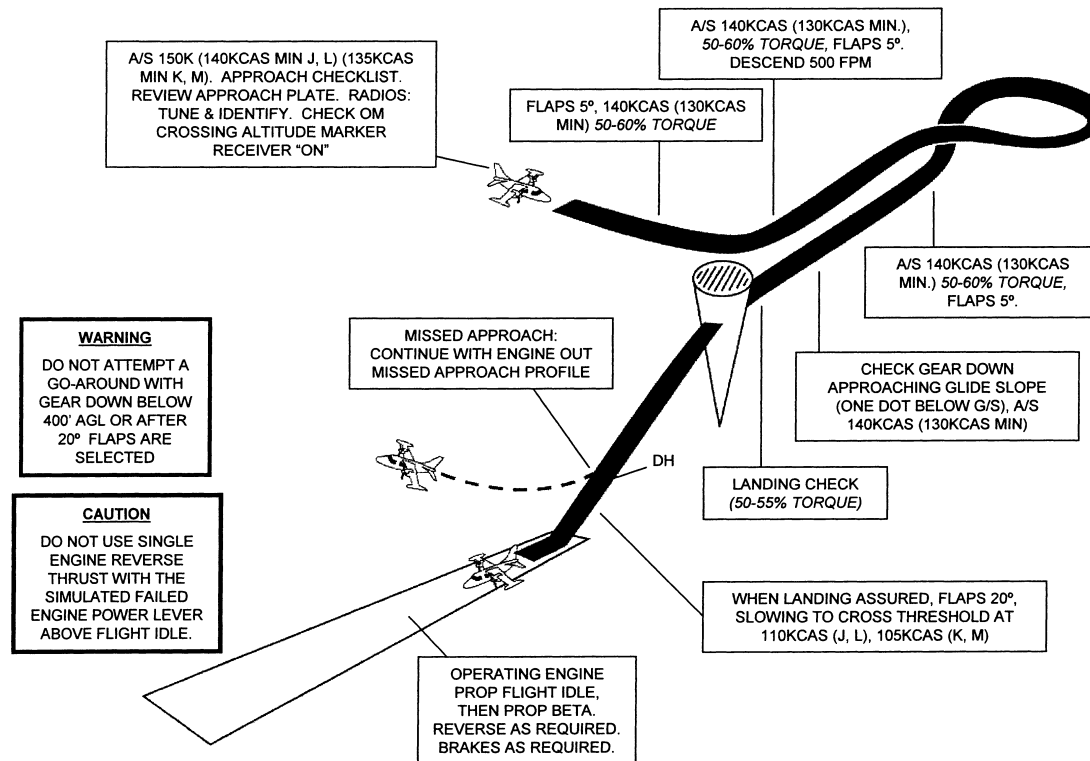 A/S 140KCAS (130KCAS MIN.),
50-60% TORQUE, FLAPS 5º.
DESCEND 500 FPM
A/S 150K (140KCAS MIN J, L) (135KCAS
MIN K, M).  APPROACH CHECKLIST.
REVIEW APPROACH PLATE.  RADIOS:
TUNE & IDENTIFY.  CHECK OM
CROSSING ALTITUDE MARKER
RECEIVER “ON”
FLAPS 5º, 140KCAS (130KCAS
MIN) 50-60% TORQUE
A/S 140KCAS (130KCAS
MIN.) 50-60% TORQUE,
FLAPS 5º.
WARNING
DO NOT ATTEMPT A
GO-AROUND WITH
GEAR DOWN BELOW
400' AGL OR AFTER
20º  FLAPS ARE
SELECTED
MISSED APPROACH:
CONTINUE WITH ENGINE OUT
MISSED APPROACH PROFILE
CHECK GEAR DOWN
APPROACHING GLIDE SLOPE
(ONE DOT BELOW G/S), A/S
140KCAS (130KCAS MIN)
DH
LANDING CHECK
(50-55% TORQUE)
CAUTION
DO NOT USE SINGLE
ENGINE REVERSE
THRUST WITH THE
SIMULATED FAILED
ENGINE POWER LEVER
ABOVE FLIGHT IDLE.
WHEN LANDING ASSURED, FLAPS 20º,
SLOWING TO CROSS THRESHOLD AT
110KCAS (J, L), 105KCAS (K, M)
OPERATING ENGINE
PROP FLIGHT IDLE,
THEN PROP BETA.
REVERSE AS REQUIRED.
BRAKES AS REQUIRED.